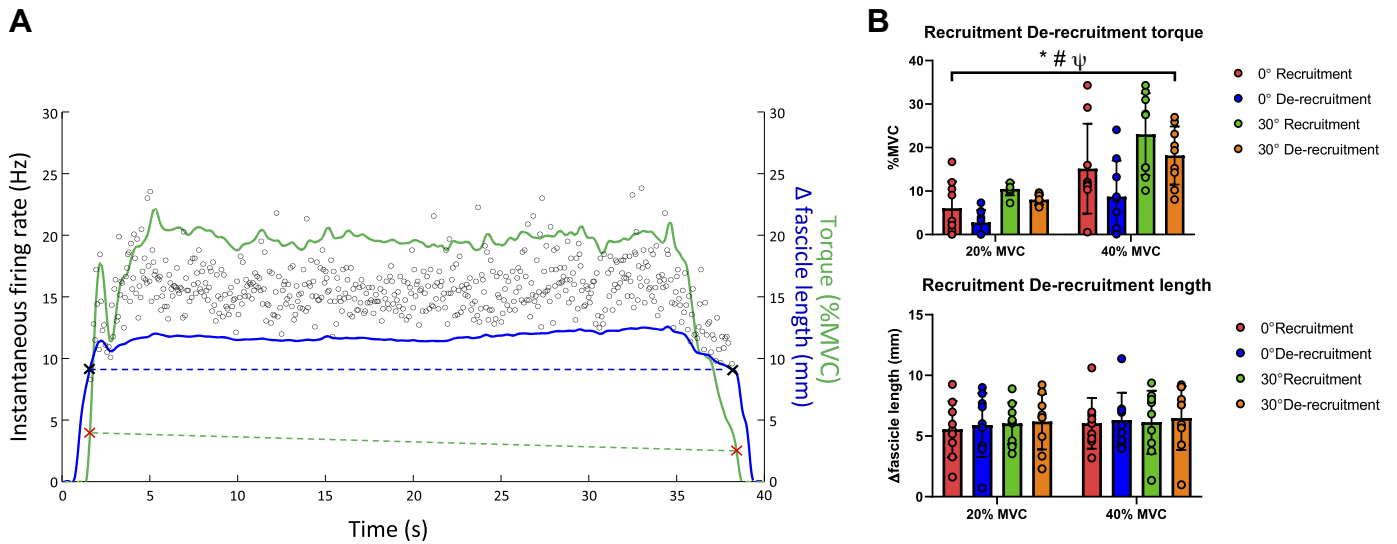 A
30
25
20
15
10
5
0
Instantaneous firing rate (Hz)
0 5 10 15 20 25 30 35 40
Time (s)
30
25
20
15
10
5
0
Δ fascicle length (mm)
Torque (%MVC)
B
Recruitment De-recruitment torque
* # ψ
40
30
20
10
0
%MVC
20% MVC 40% MVC
0° Recruitment
0° De-recruitment
30° Recruitment
30° De-recruitment
Recruitment De-recruitment length
15
10
5
0
Δfascicle length (mm)
20% MVC 40% MVC
0°Recruitment
0°De-recruitment
30°Recruitment
30°De-recruitment